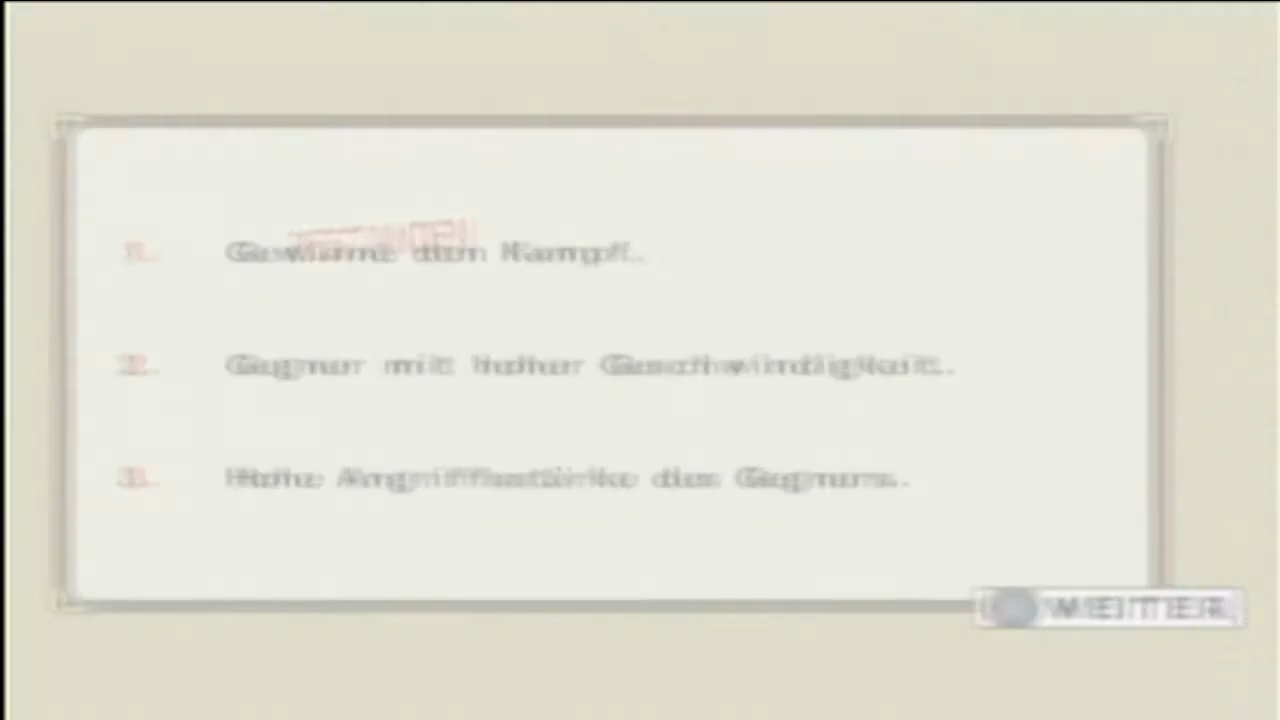 1. Gewinne den Kampf.
2. Gegner mit hoher Geschwindigkeit.
3. Hohe Angriffsstärke des Gegners.
WEITER